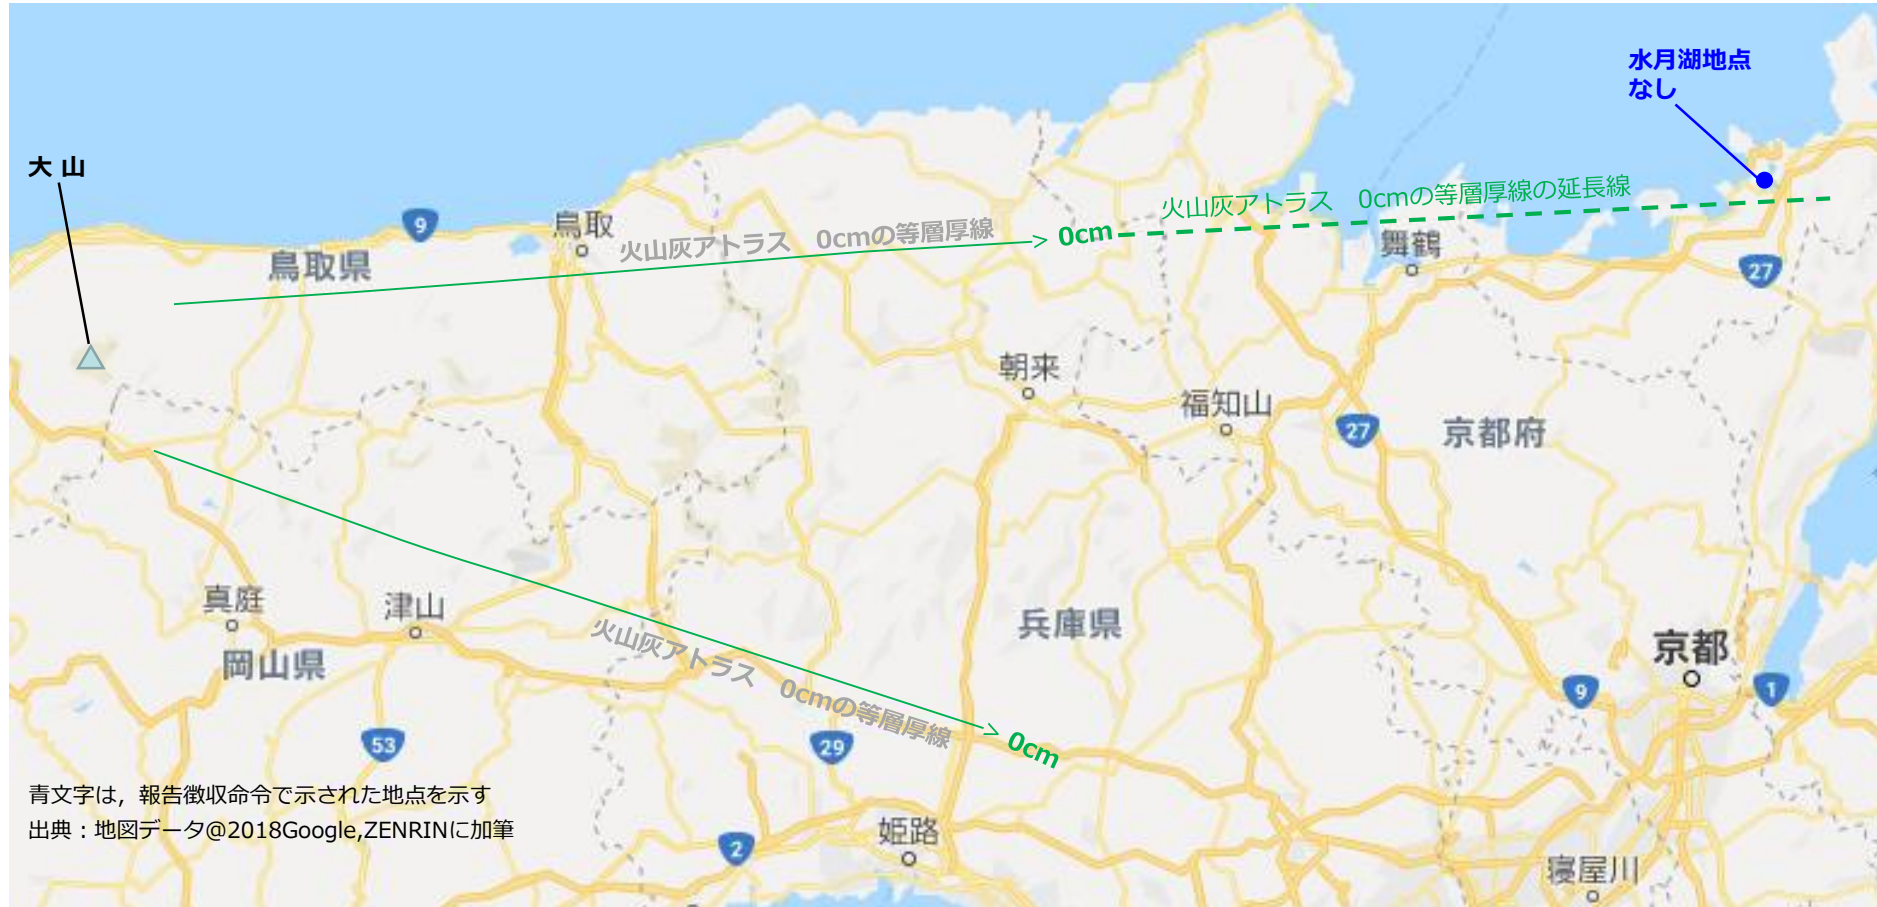 水月湖地点
なし
大 山
火山灰アトラス 0cmの等層厚線の延長線
9
鳥取
火山灰アトラス 0cmの等層厚線
0cm
舞鶴
鳥取県
27
朝来
福知山
27
京都府
真庭
津山
兵庫県
火山灰アトラス 0cmの等層厚線
0cm
京都
岡山県
9
1
53
29
青文字は，報告徴収命令で示された地点を示す
出典：地図データ@2018Google,ZENRINに加筆
2
姫路
寝屋川